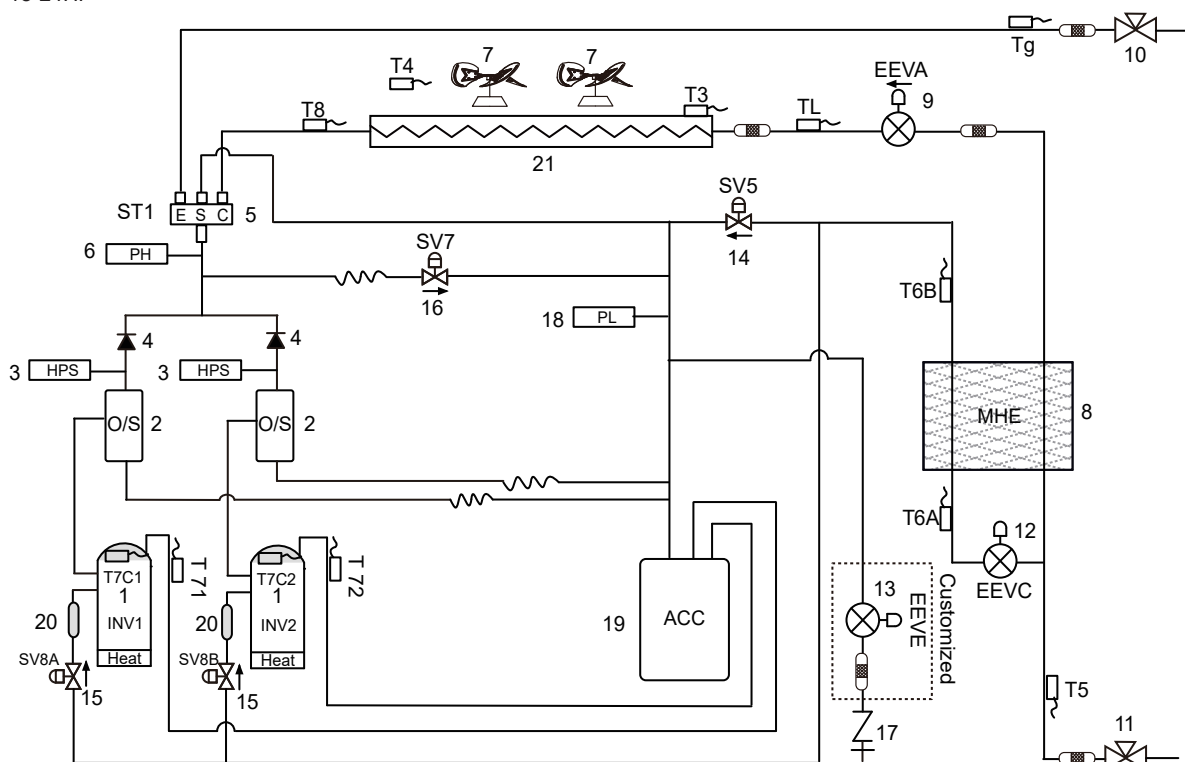 Tg
10
7
7
T4
EEVA
9
T8
T3
TL
21
ST1
E S C
5
SV5
14
6
PH
SV7
16
T6B
18
PL
4
4
3
HPS
3
HPS
O/S
2
O/S
2
MHE
8
T6A
12
EEVC
T7C1
1
INV1
Heat
T 71
T7C2
1
INV2
Heat
T 72
20
20
SV8A
15
SV8B
15
19
ACC
13
EEVE
Customized
17
T5
11